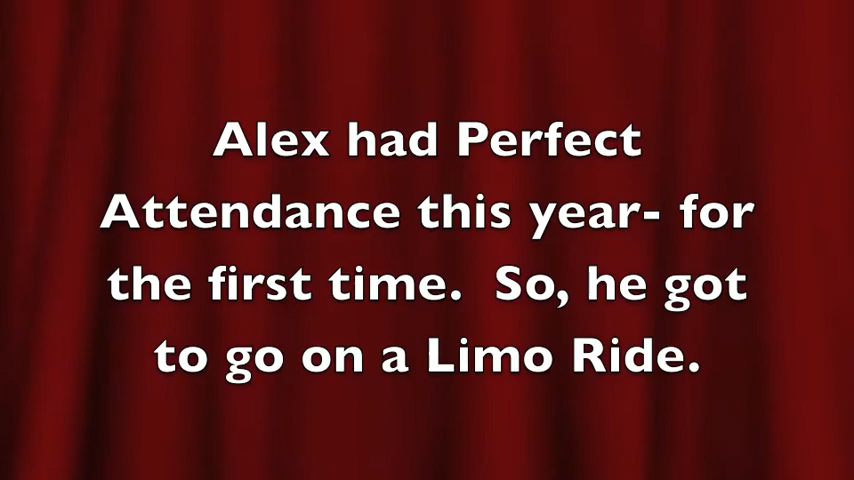 Alex had Perfect
Attendance this year- for
the first time.  So, he got
to go on a Limo Ride.